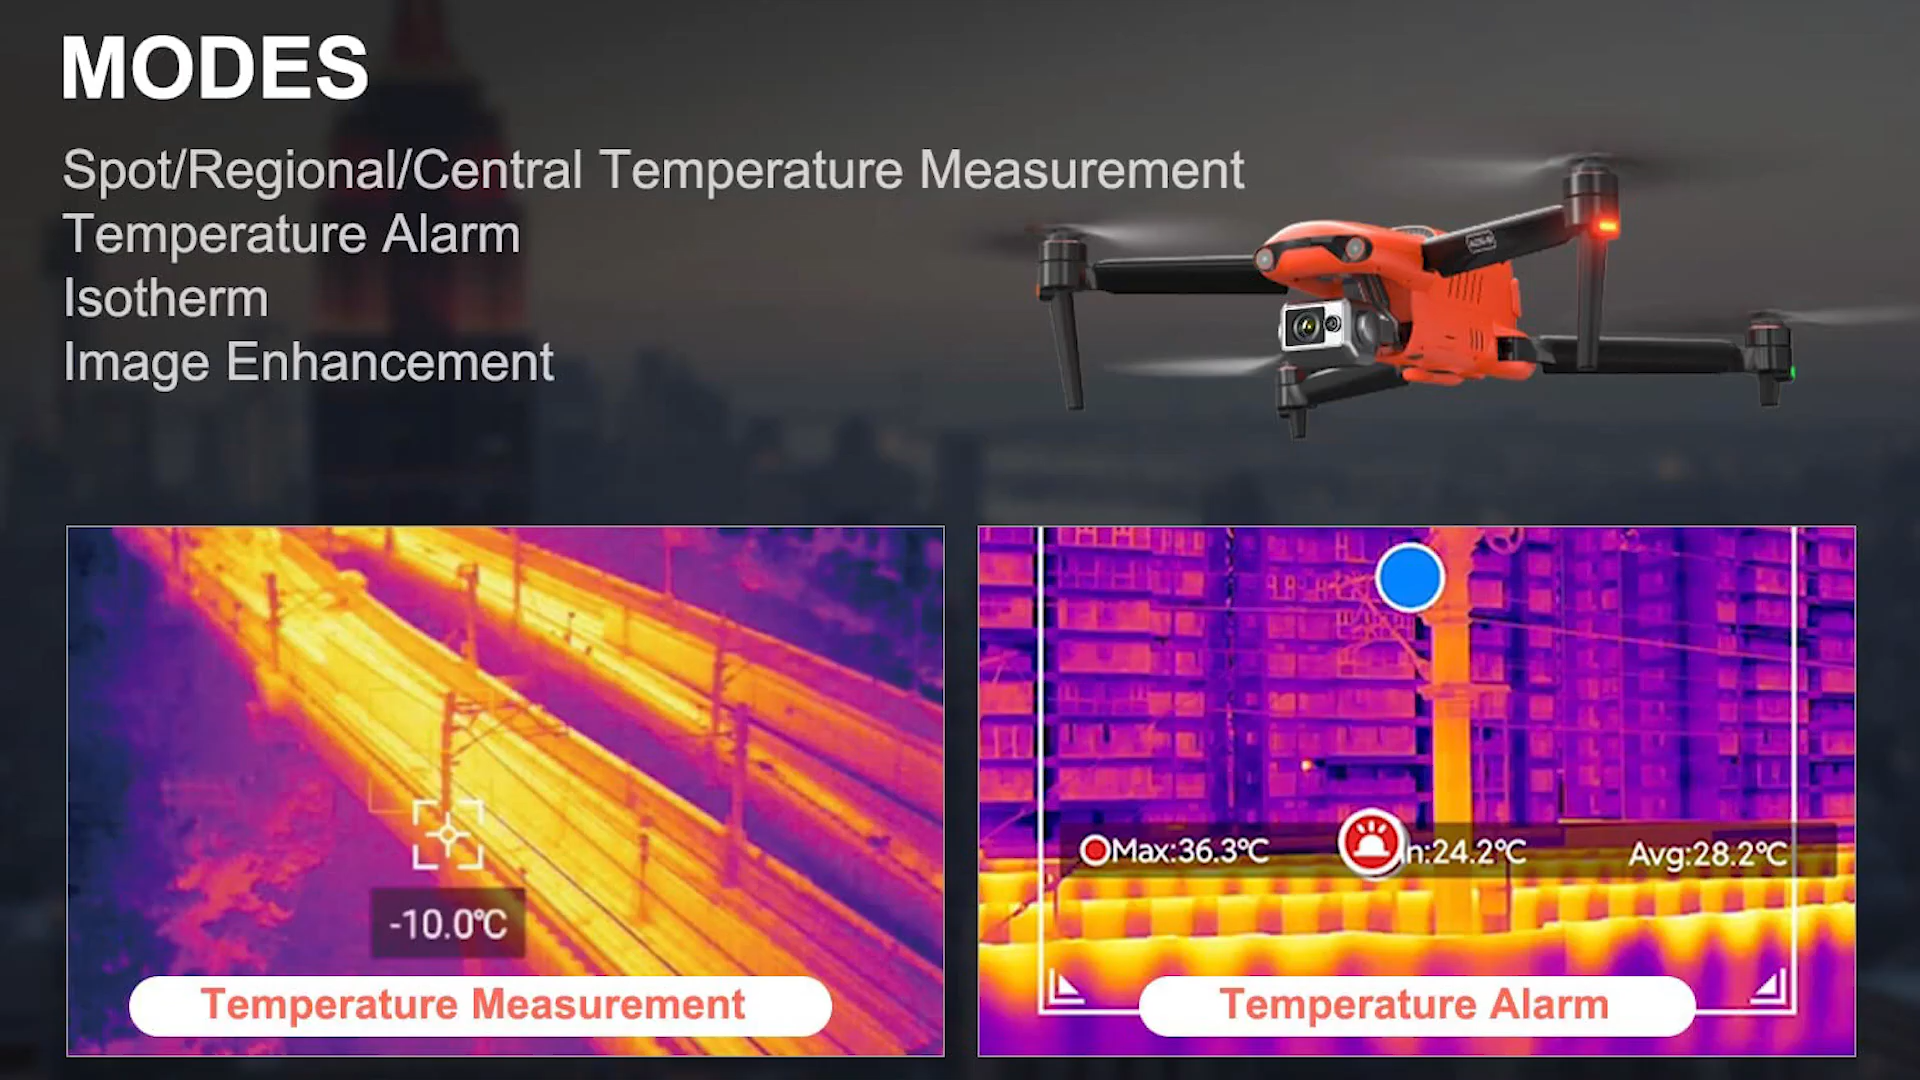 MODES
Spot/Regional/Central Temperature Measurement
Temperature Alarm
Isotherm
Image Enhancement
-10.0℃
Temperature Measurement
Max:36.3℃
in:24.2℃
Avg:28.2℃
Temperature Alarm